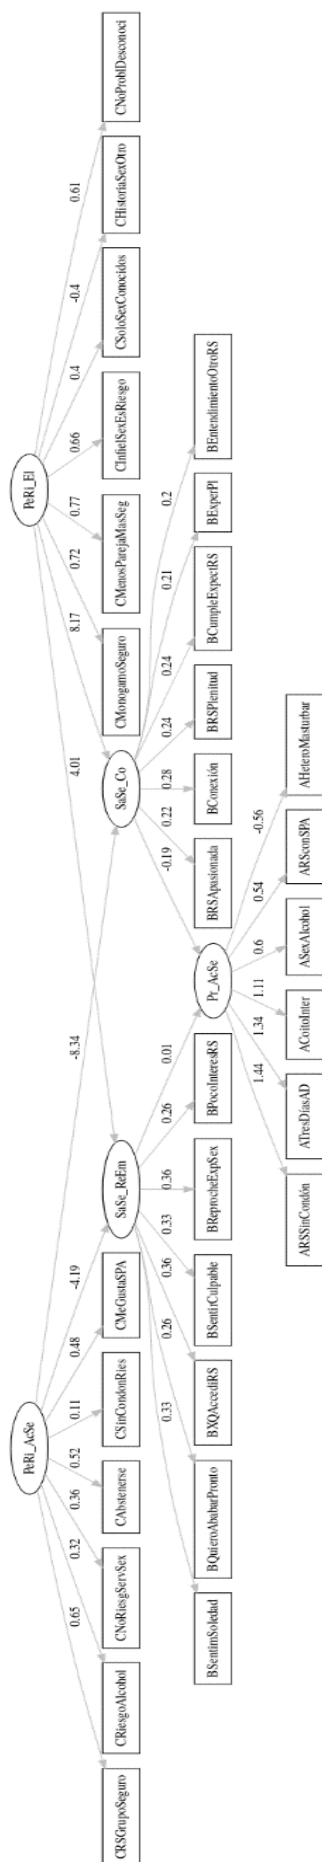 PeRi_AcSe
PeRi_El
0.65
0.32
0.36
0.52
0.11
0.48
-4.19
-8.34
4.01
8.17
0.72
0.77
0.66
0.4
-0.4
0.61
CRSGrupoSeguro
CRiesgoAlcohol
CNoRiesgServSex
CAbstenerse
CSinCondonRies
CMeGustaSPA
SaSe_ReEm
SaSe_Co
CMonogamoSeguro
CMenosParejaMasSeg
CInfielSexEsRiesgo
CSoloSexConocidos
CHistoriaSexOtro
CNoProblDesconoci
0.33
0.26
0.36
0.33
0.36
0.26
0.01
-0.19
0.22
0.28
0.24
0.24
0.21
0.2
BSentimSoledad
BQuieroAbabarPronto
BXQAccediRS
BSentirCulpable
BReprocheExpSex
BPocoInteresRS
Pr_AcSe
BRSApasionada
BConexión
BRSPlenitud
BCumpleExpectRS
BExperPl
BEntendimientoOtroRS
1.44
1.34
1.11
0.6
0.54
-0.56
ARSSinCondón
ATresDíasAD
ACoitoInter
ASexAlcohol
ARSconSPA
AHeteroMasturbar